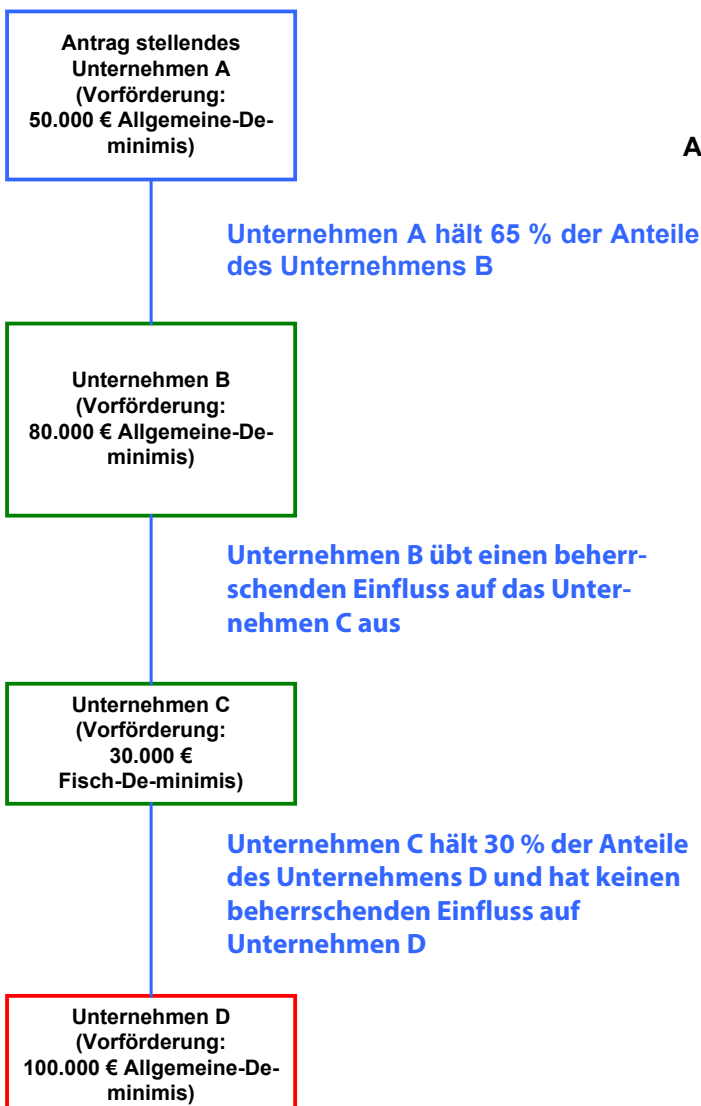 Antrag stellendes
Unternehmen A
(Vorförderung:
50.000 € Allgemeine-De-
minimis)
A
Unternehmen A hält 65 % der Anteile
des Unternehmens B
Unternehmen B
(Vorförderung:
80.000 € Allgemeine-De-
minimis)
Unternehmen B übt einen beherr-
schenden Einfluss auf das Unter-
nehmen C aus
Unternehmen C
(Vorförderung:
30.000 €
Fisch-De-minimis)
Unternehmen C hält 30 % der Anteile
des Unternehmens D und hat keinen
beherrschenden Einfluss auf
Unternehmen D
Unternehmen D
(Vorförderung:
100.000 € Allgemeine-De-
minimis)